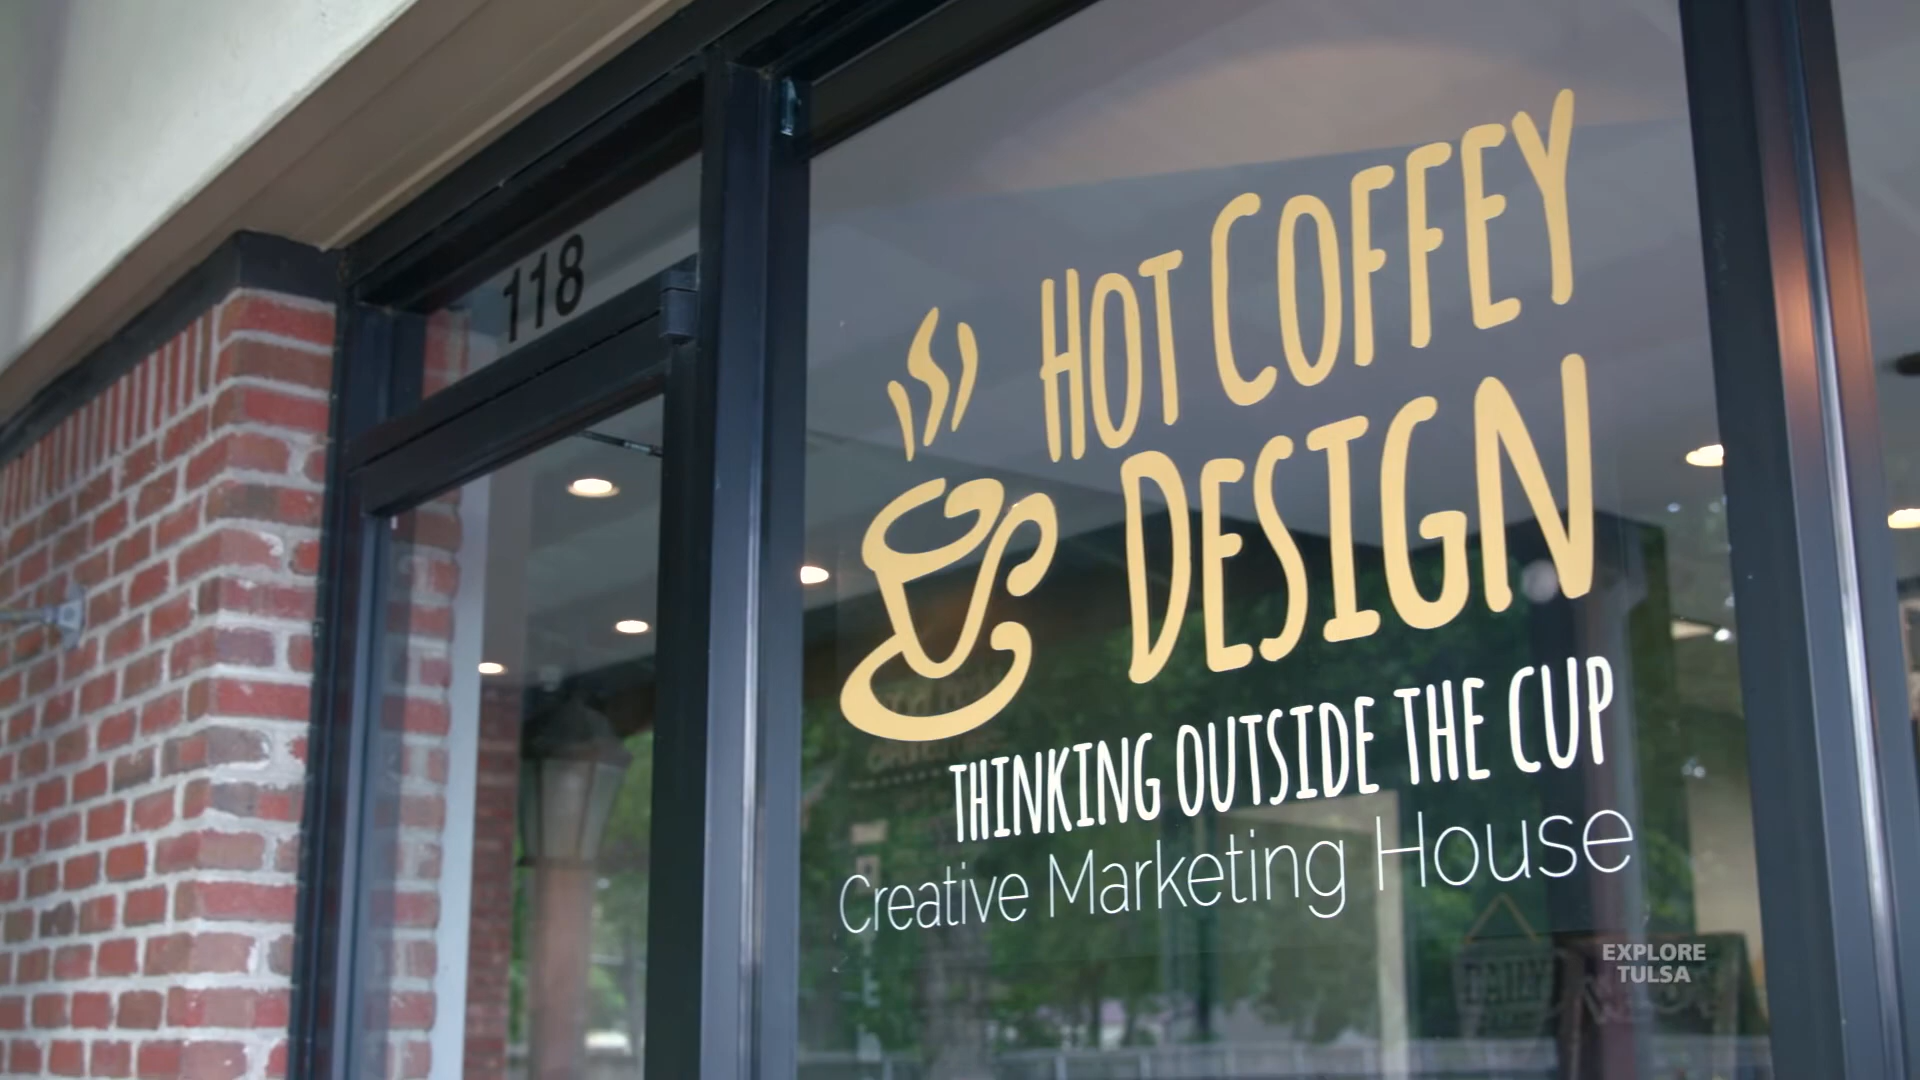 118
HOT COFFEY
DESIGN
THINKING OUTSIDE THE CUP
Creative Marketing House
EXPLORE
TULSA